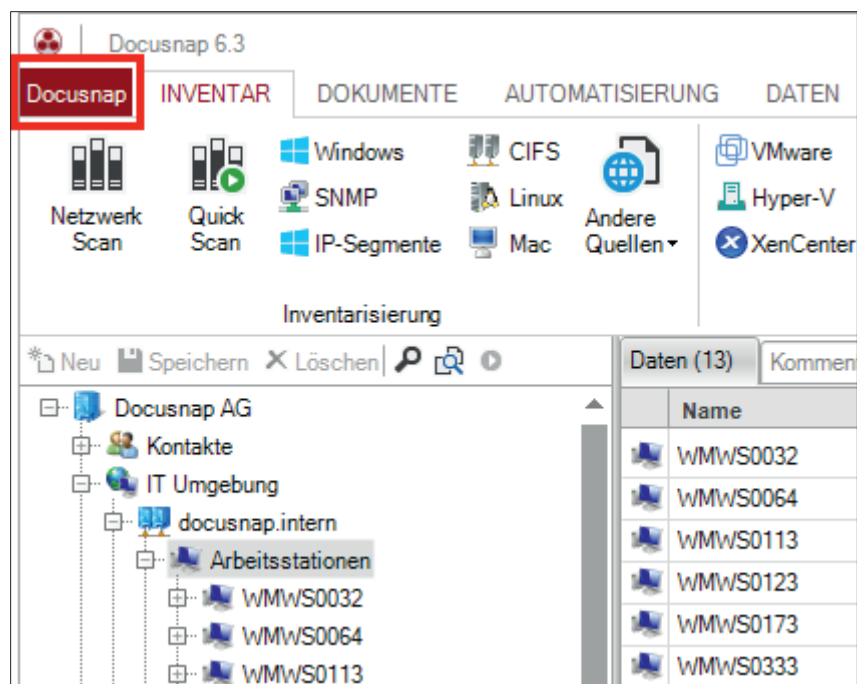 Docusnap 6.3
Docusnap INVENTAR DOKUMENTE AUTOMATISIERUNG DATEN
Netzwerk Scan
Quick Scan
Windows
SNMP
IP-Segmente
CIFS
Linux
Mac
Andere Quellen
VMware
Hyper-V
XenCenter
Inventarisierung
Neu Speichern Löschen
Docusnap AG
Kontakte
IT Umgebung
docusnap.intern
Arbeitsstationen
WMWS0032
WMWS0064
WMWS0113
Daten (13) Kommen
Name
WMWS0032
WMWS0064
WMWS0113
WMWS0123
WMWS0173
WMWS0333